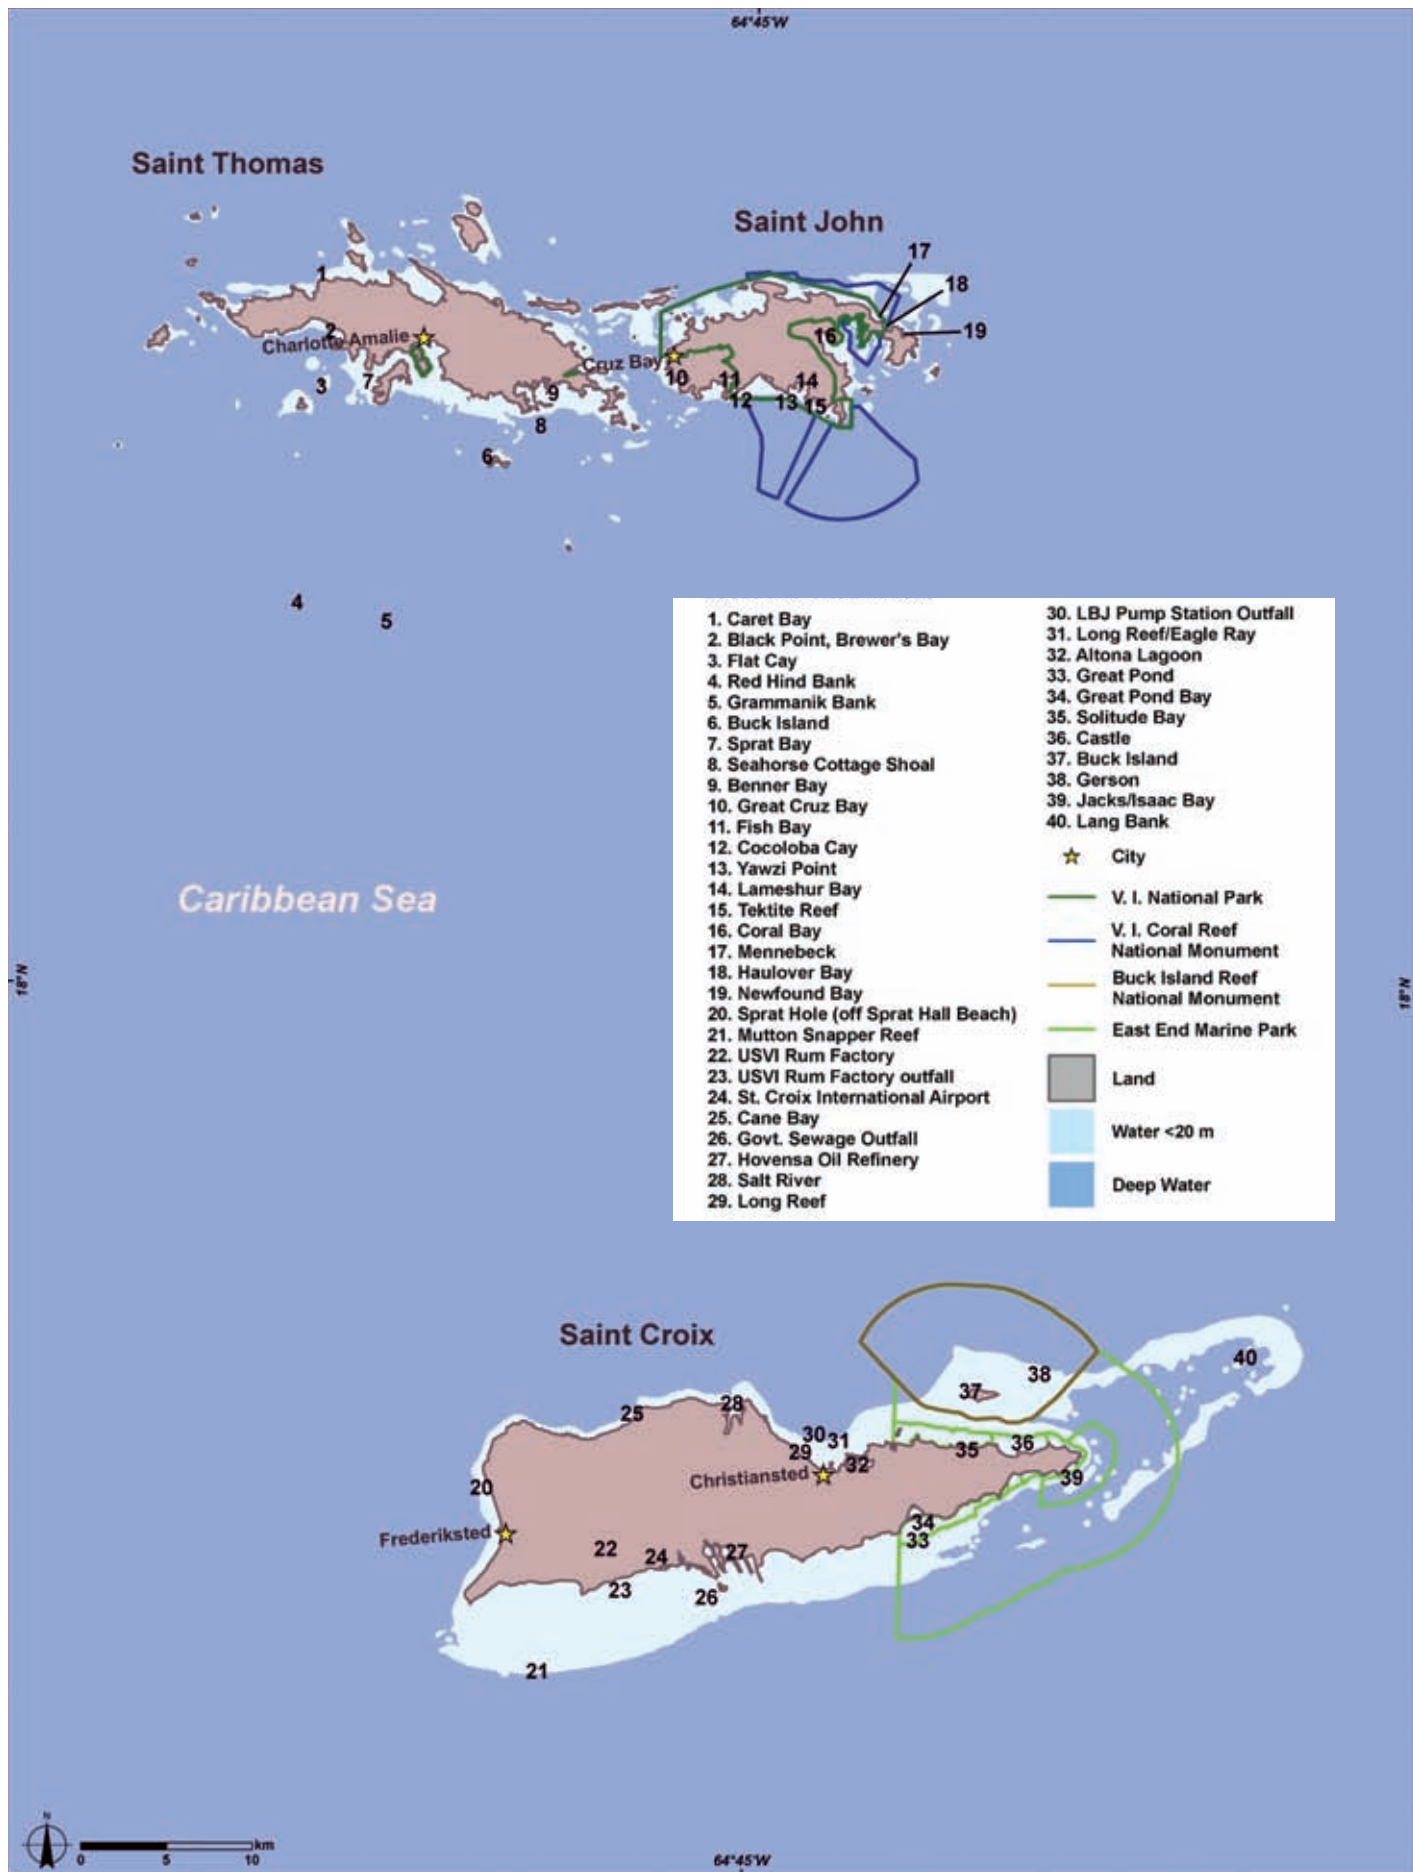 64°45'W
Saint Thomas
Saint John
17
18
1
19
2
Charlotte Amalie
16
Cruz Bay
3
7
10
11
14
9
12
13
15
8
6
4
5
1. Caret Bay
2. Black Point, Brewer's Bay
3. Flat Cay
4. Red Hind Bank
5. Grammanik Bank
6. Buck Island
7. Sprat Bay
8. Seahorse Cottage Shoal
9. Benner Bay
10. Great Cruz Bay
11. Fish Bay
12. Cocoloba Cay
13. Yawzi Point
14. Lameshur Bay
15. Tektite Reef
16. Coral Bay
17. Mennebeck
18. Haulover Bay
19. Newfound Bay
20. Sprat Hole (off Sprat Hall Beach)
21. Mutton Snapper Reef
22. USVI Rum Factory
23. USVI Rum Factory outfall
24. St. Croix International Airport
25. Cane Bay
26. Govt. Sewage Outfall
27. Hovensa Oil Refinery
28. Salt River
29. Long Reef
30. LBJ Pump Station Outfall
31. Long Reef/Eagle Ray
32. Altona Lagoon
33. Great Pond
34. Great Pond Bay
35. Solitude Bay
36. Castle
37. Buck Island
38. Gerson
39. Jacks/Isaac Bay
40. Lang Bank
City
V. I. National Park
V. I. Coral Reef
National Monument
Buck Island Reef
National Monument
East End Marine Park
Land
Water <20 m
Deep Water
Caribbean Sea
18°N
18°N
Saint Croix
40
38
37
28
25
30
31
36
29
35
32
Christiansted
39
20
34
Frederiksted
33
22
24
27
23
26
21
N
km
0
5
10
64°45'W